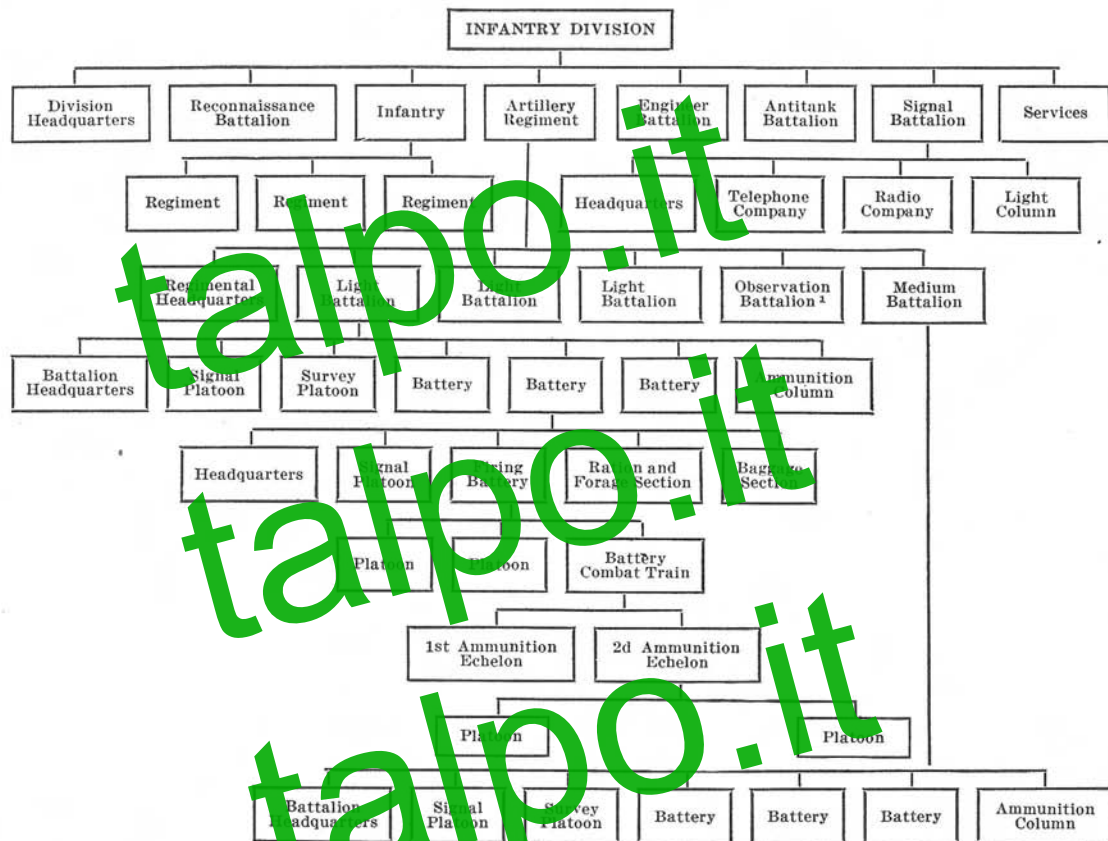 INFANTRY DIVISION
Division
Headquarters
Reconnaissance
Battalion
Infantry
Artillery
Regiment
Engineer
Battalion
Antitank
Battalion
Signal
Battalion
Services
Regiment
Regiment
Regiment
Headquarters
Telephone
Company
Radio
Company
Light
Column
Regimental
Headquarters
Light
Battalion
Light
Battalion
Light
Battalion
Observation
Battalion ¹
Medium
Battalion
Battalion
Headquarters
Signal
Platoon
Survey
Platoon
Battery
Battery
Battery
Ammunition
Column
Headquarters
Signal
Platoon
Firing
Battery
Ration and
Forage Section
Baggage
Section
Platoon
Platoon
Battery
Combat Train
1st Ammunition
Echelon
2d Ammunition
Echelon
Platoon
Platoon
Battalion
Headquarters
Signal
Platoon
Survey
Platoon
Battery
Battery
Battery
Ammunition
Column
talpo.it
talpo.it
talpo.it